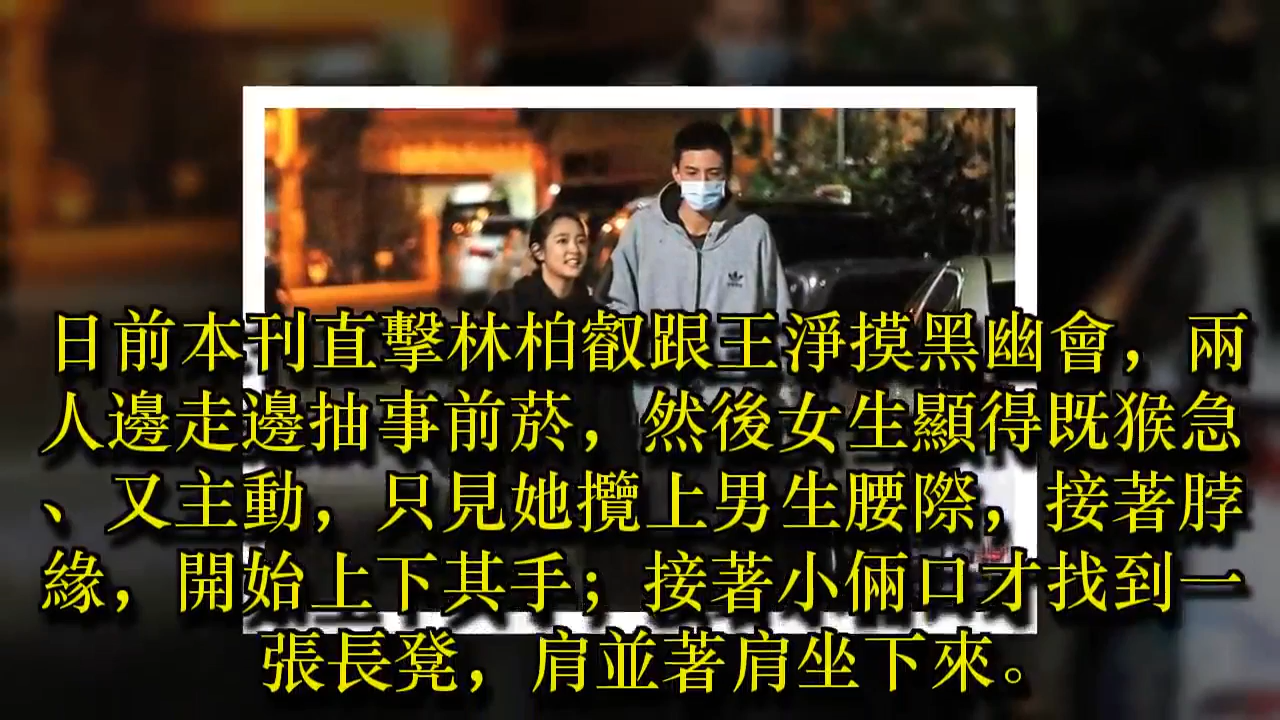 日前本刊直擊林柏叡跟王淨摸黑幽會，兩
人邊走邊抽事前菸，然後女生顯得既猴急
、又主動，只見她攬上男生腰際，接著脖
緣，開始上下其手；接著小倆口才找到一
張長凳，肩並著肩坐下來。